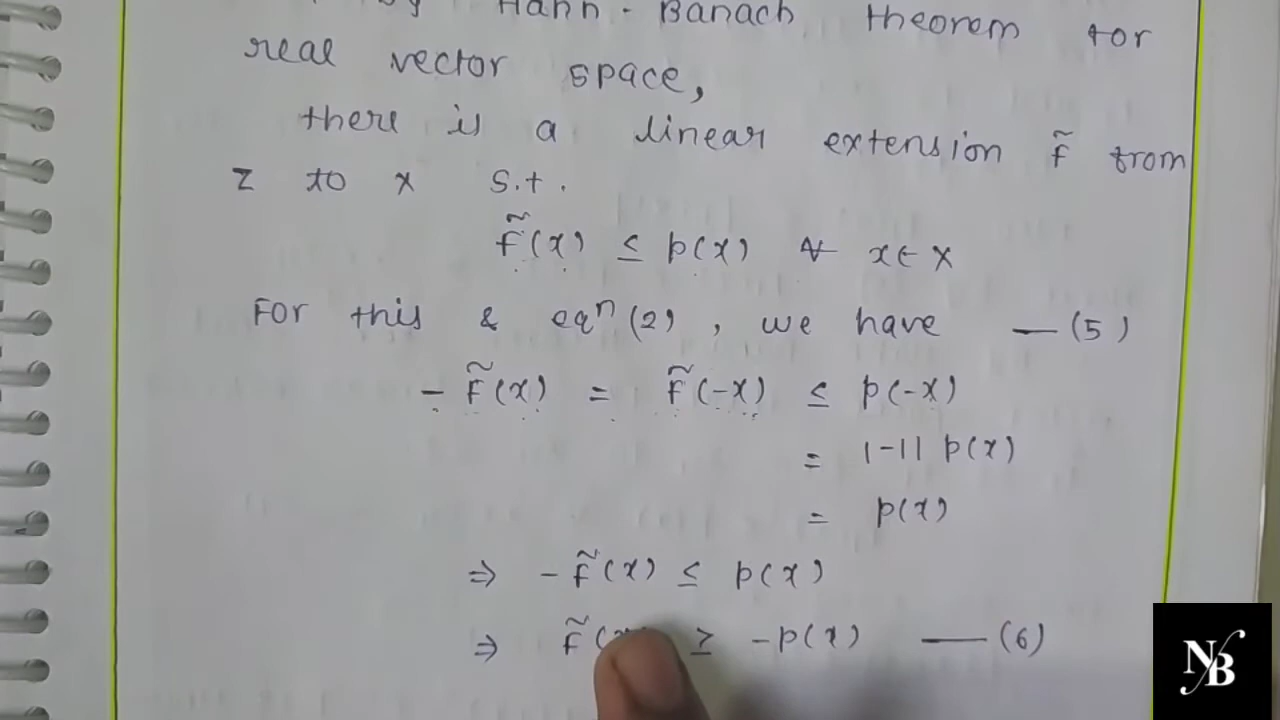 by Hahn-Banach theorem for
real vector space,
there is a linear extension f̃ from
Z to X s.t.
f̃(x) ≤ p(x) ∀ x∈X
For this & eqⁿ(2), we have —(5)
- f̃(x) = f̃(-x) ≤ p(-x)
= |-1| p(x)
= p(x)
⇒ -f̃(x) ≤ p(x)
⇒ f̃(x) ≥ -p(x) —(6)
NB